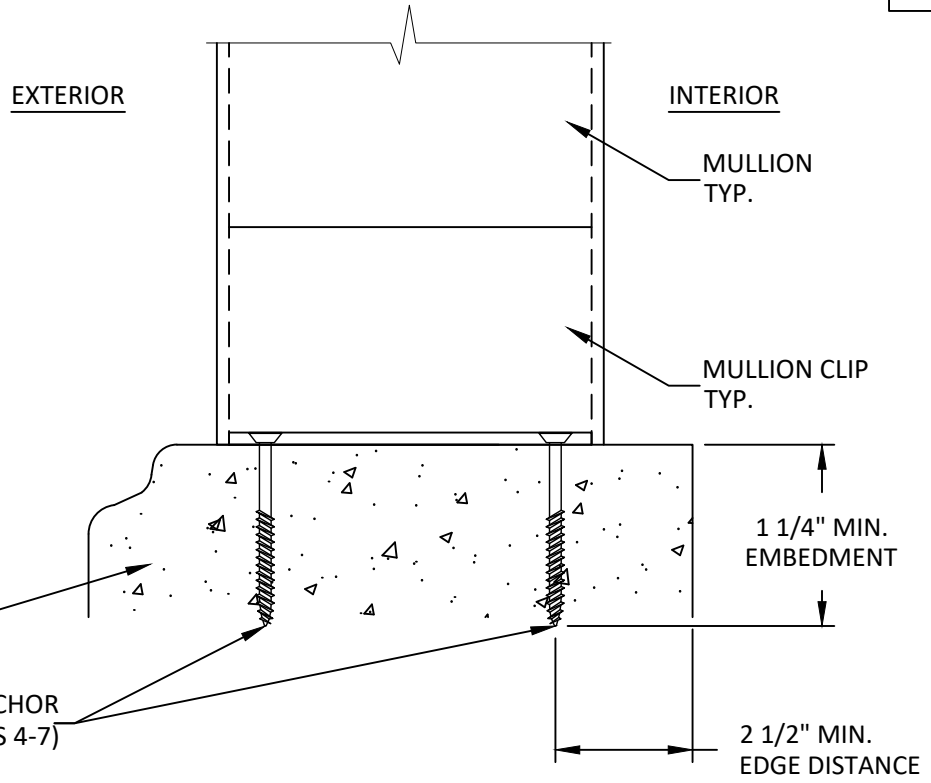 EXTERIOR
INTERIOR
MULLION
TYP.
MULLION CLIP
TYP.
1 1/4" MIN.
EMBEDMENT
CHOR
S 4-7)
2 1/2" MIN.
EDGE DISTANCE